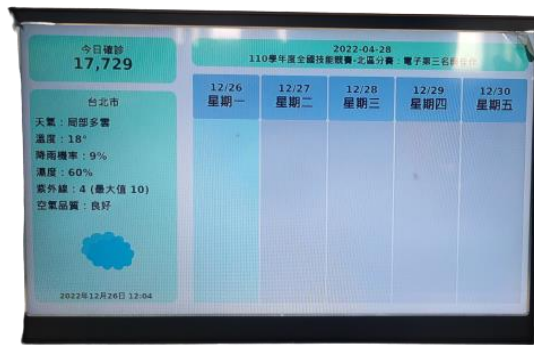 今日確診
17,729
台北市
天氣：局部多雲
溫度：18°
降雨機率：9%
濕度：60%
紫外線：4 (最大值 10)
空氣品質：良好
2022年12月26日 12:04
2022-04-28
110學年度全國技能競賽-北區分賽：電子第三名
12/26
星期一
12/27
星期二
12/28
星期三
12/29
星期四
12/30
星期五